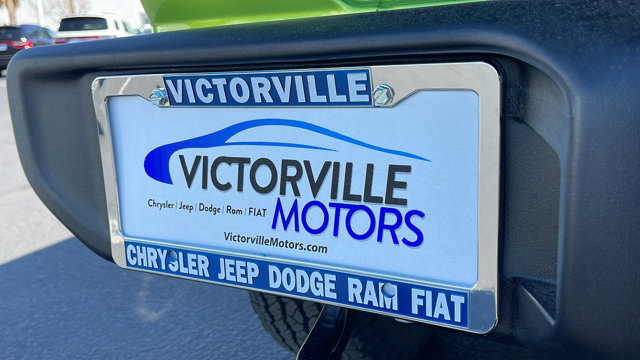 VICTORVILLE
VICTORVILLE
Chrysler | Jeep | Dodge | Ram | FIAT
MOTORS
VictorvilleMotors.com
CHRYSLER JEEP DODGE RAM FIAT